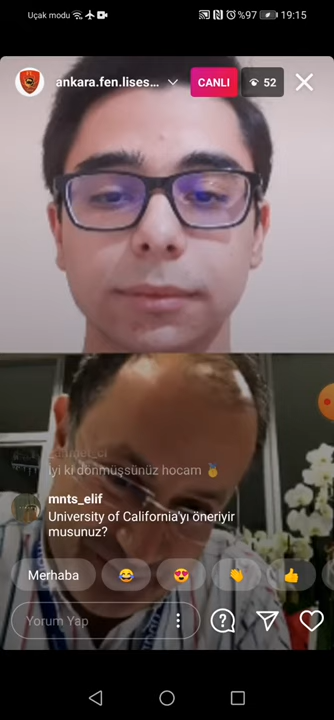 Uçak modu
%97
19:15
ankara.fen.lises...
CANLI
52
İyi ki dönmüşsünüz hocam
mnts_elif
University of California'yı öneriyir
musunuz?
Merhaba
Yorum Yap